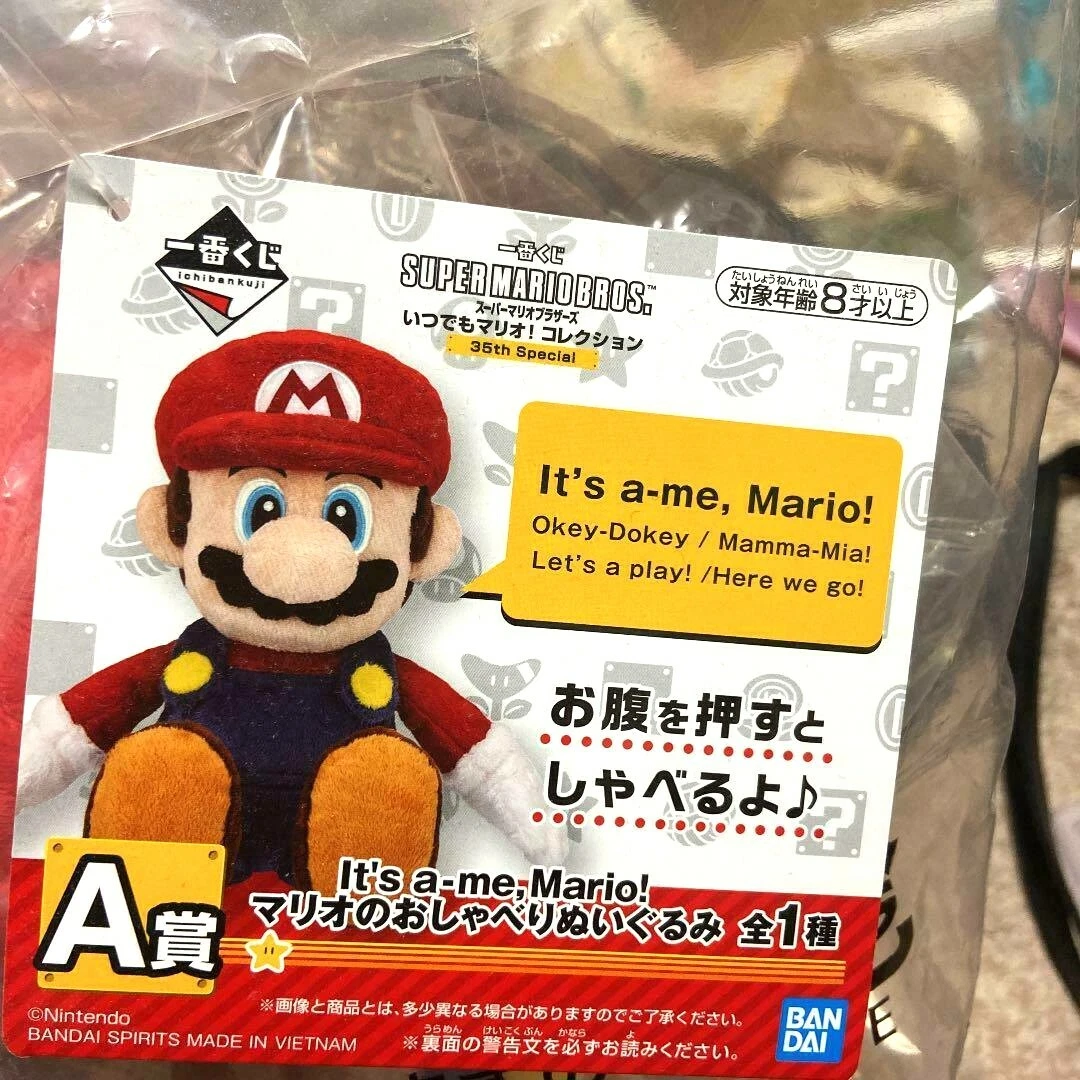 一番くじ
ichibankuji
一番くじ
SUPER MARIO BROS.™
スーパーマリオブラザーズ
いつでもマリオ! コレクション
35th Special
たいしょうねんれい さい い じょう
対象年齢8才以上
M
It's a-me, Mario!
Okey-Dokey / Mamma-Mia!
Let's a play! /Here we go!
お腹を押すと
しゃべるよ♪
A賞
It's a-me, Mario!
マリオのおしゃべりぬいぐるみ 全1種
※画像と商品とは、多少異なる場合がありますのでご了承ください。
うらめん けいこくぶん かなら よ
※裏面の警告文を必ずお読みください。
©Nintendo
BANDAI SPIRITS MADE IN VIETNAM
BAN
DAI